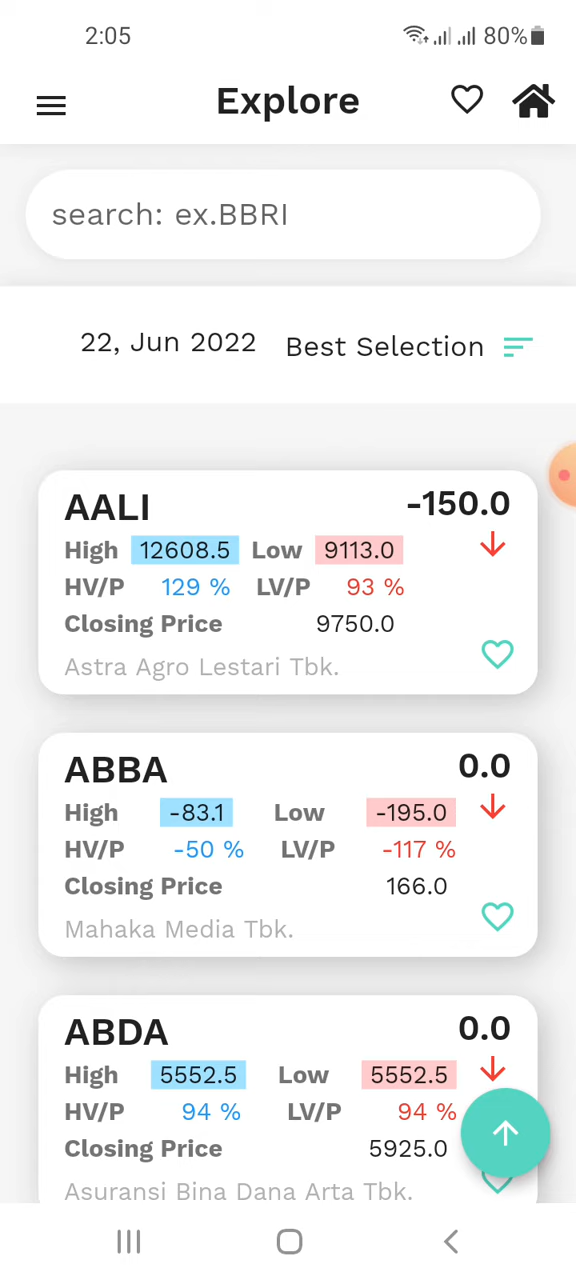 2:05 80%
Explore
search: ex.BBRI
22, Jun 2022 Best Selection
AALI -150.0
High 12608.5 Low 9113.0
HV/P 129 % LV/P 93 %
Closing Price 9750.0
Astra Agro Lestari Tbk.
ABBA 0.0
High -83.1 Low -195.0
HV/P -50 % LV/P -117 %
Closing Price 166.0
Mahaka Media Tbk.
ABDA 0.0
High 5552.5 Low 5552.5
HV/P 94 % LV/P 94 %
Closing Price 5925.0
Asuransi Bina Dana Arta Tbk.